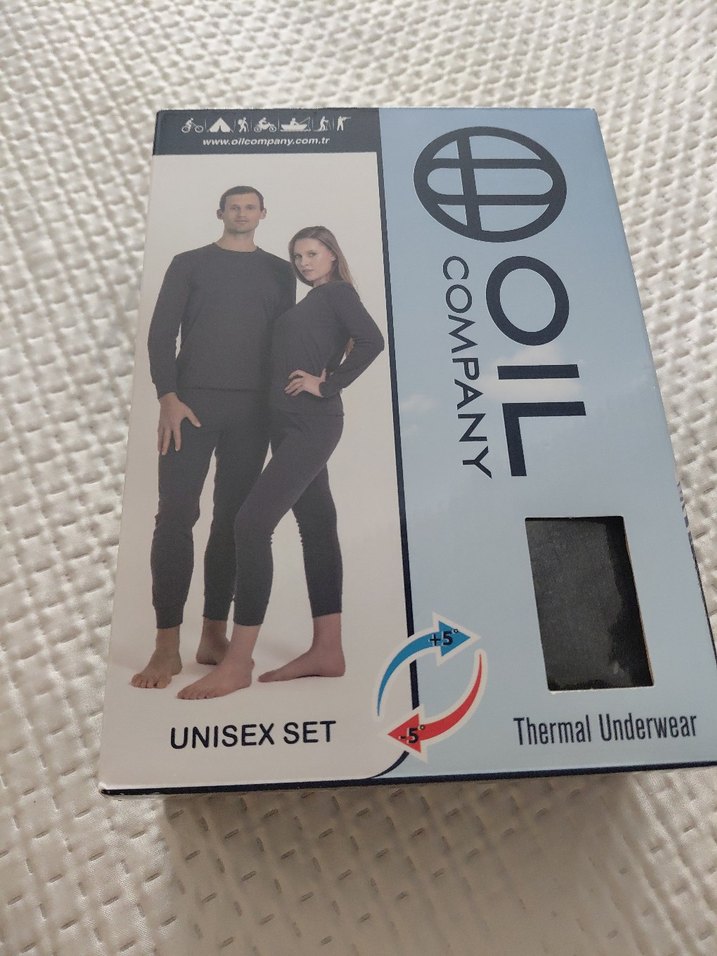 www.oilcompany.com.tr
OIL
COMPANY
+5°
-5°
UNISEX SET
Thermal Underwear